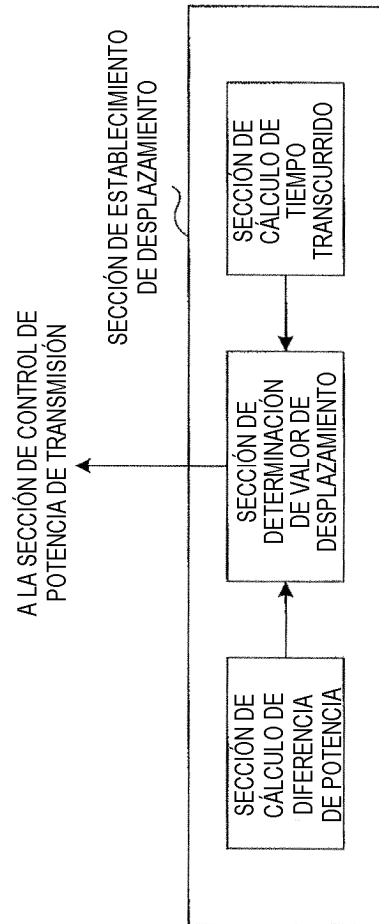 A LA SECCIÓN DE CONTROL DE
POTENCIA DE TRANSMISIÓN
SECCIÓN DE ESTABLECIMIENTO
DE DESPLAZAMIENTO
SECCIÓN DE
CÁLCULO DE
DIFERENCIA
DE POTENCIA
SECCIÓN DE
DETERMINACIÓN
DE VALOR DE
DESPLAZAMIENTO
SECCIÓN DE
CÁLCULO DE
TIEMPO
TRANSCURRIDO